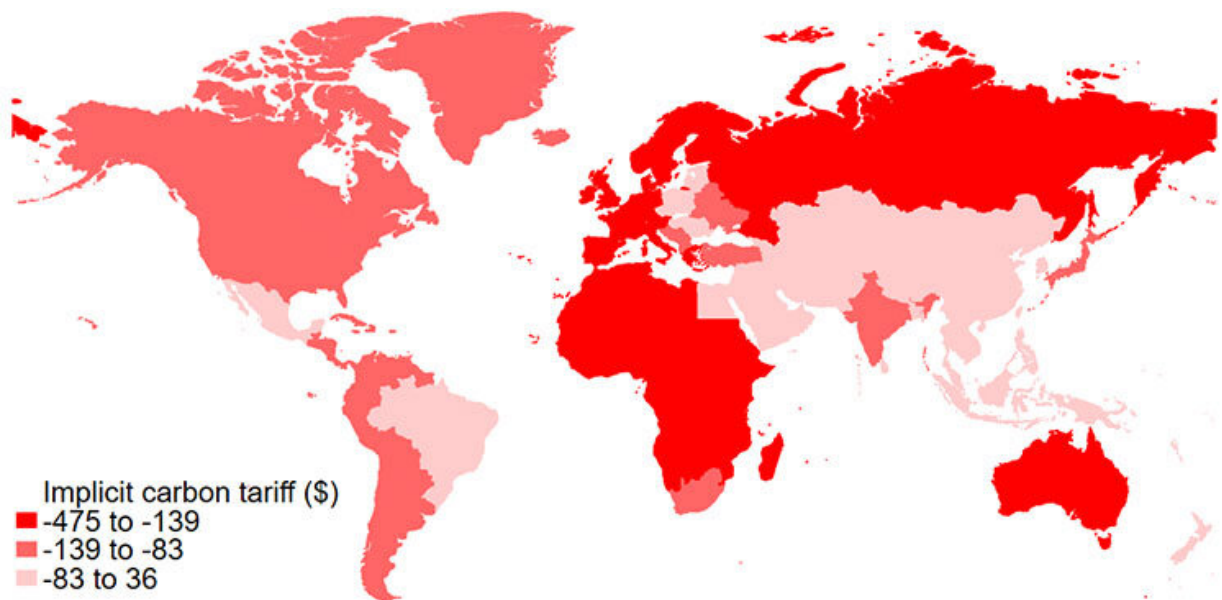 Implicit carbon tariff ($)
-475 to -139
-139 to -83
-83 to 36